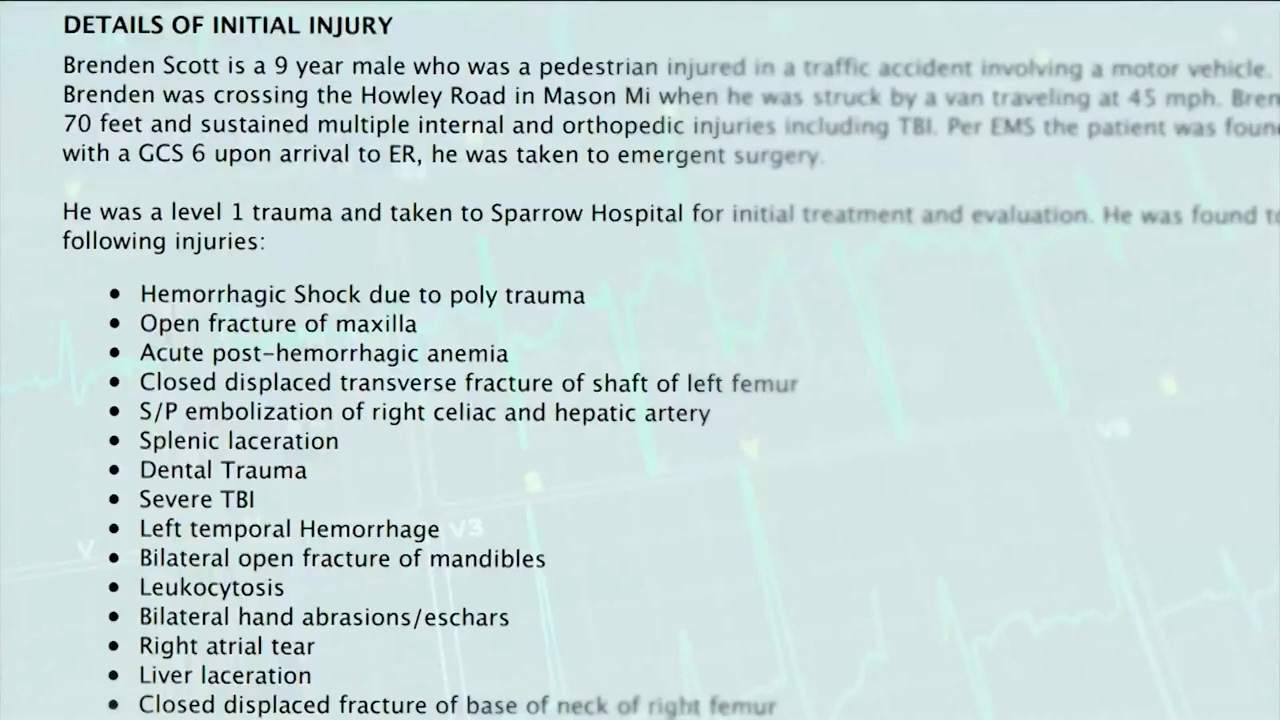 DETAILS OF INITIAL INJURY
Brenden Scott is a 9 year male who was a pedestrian injured in a traffic accident involving a motor vehicle.
Brenden was crossing the Howley Road in Mason Mi when he was struck by a van traveling at 45 mph. Bren
70 feet and sustained multiple internal and orthopedic injuries including TBI. Per EMS the patient was foun
with a GCS 6 upon arrival to ER, he was taken to emergent surgery.
He was a level 1 trauma and taken to Sparrow Hospital for initial treatment and evaluation. He was found to
following injuries:
• Hemorrhagic Shock due to poly trauma
• Open fracture of maxilla
• Acute post-hemorrhagic anemia
• Closed displaced transverse fracture of shaft of left femur
• S/P embolization of right celiac and hepatic artery
• Splenic laceration
• Dental Trauma
• Severe TBI
• Left temporal Hemorrhage
V3
• Bilateral open fracture of mandibles
V
• Leukocytosis
• Bilateral hand abrasions/eschars
• Right atrial tear
• Liver laceration
• Closed displaced fracture of base of neck of right femur